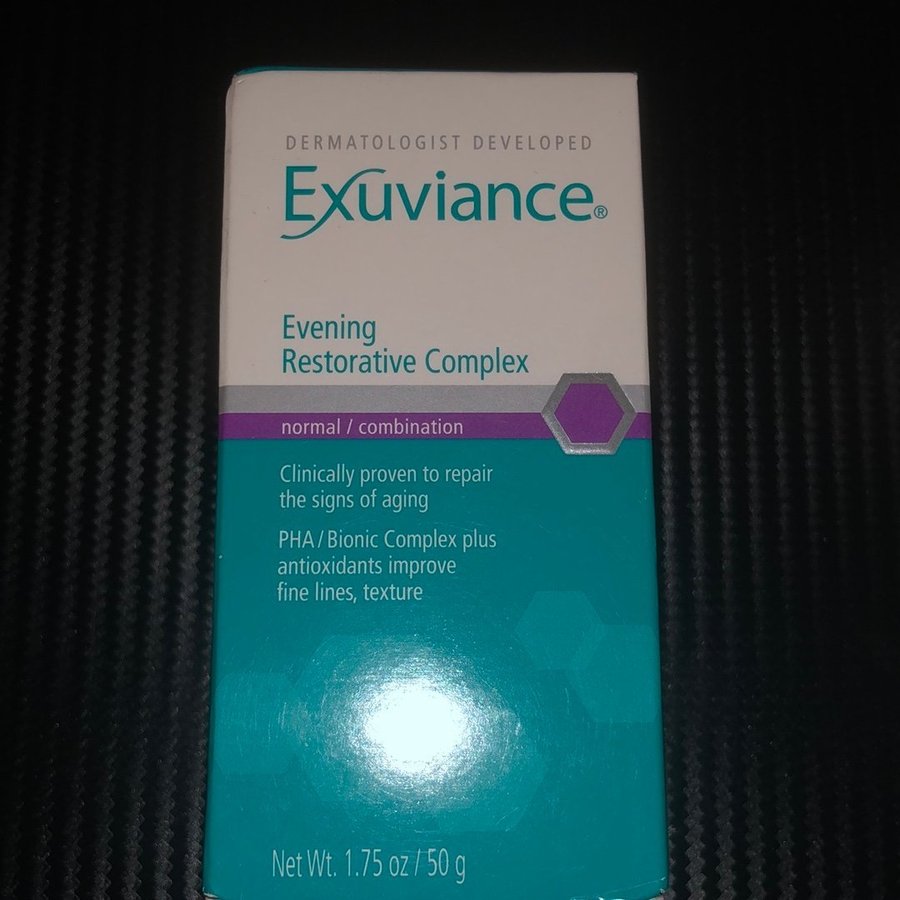 DERMATOLOGIST DEVELOPED
Exuviance®
Evening
Restorative Complex
normal / combination
Clinically proven to repair
the signs of aging
PHA/Bionic Complex plus
antioxidants improve
fine lines, texture
Net Wt. 1.75 oz / 50 g